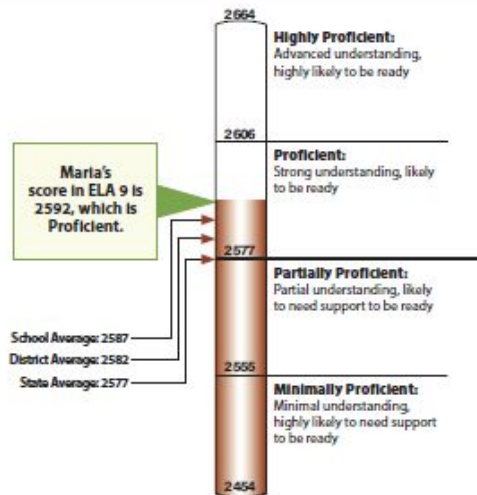 2664
Highly Proficient:
Advanced understanding,
highly likely to be ready
2606
Proficient:
Strong understanding, likely
to be ready
Maria's
score in ELA 9 is
2592, which is
Proficient.
2577
Partially Proficient:
Partial understanding, likely
to need support to be ready
School Average: 2587
District Average: 2582
State Average: 2577
2555
Minimally Proficient:
Minimal understanding,
highly likely to need support
to be ready
2454